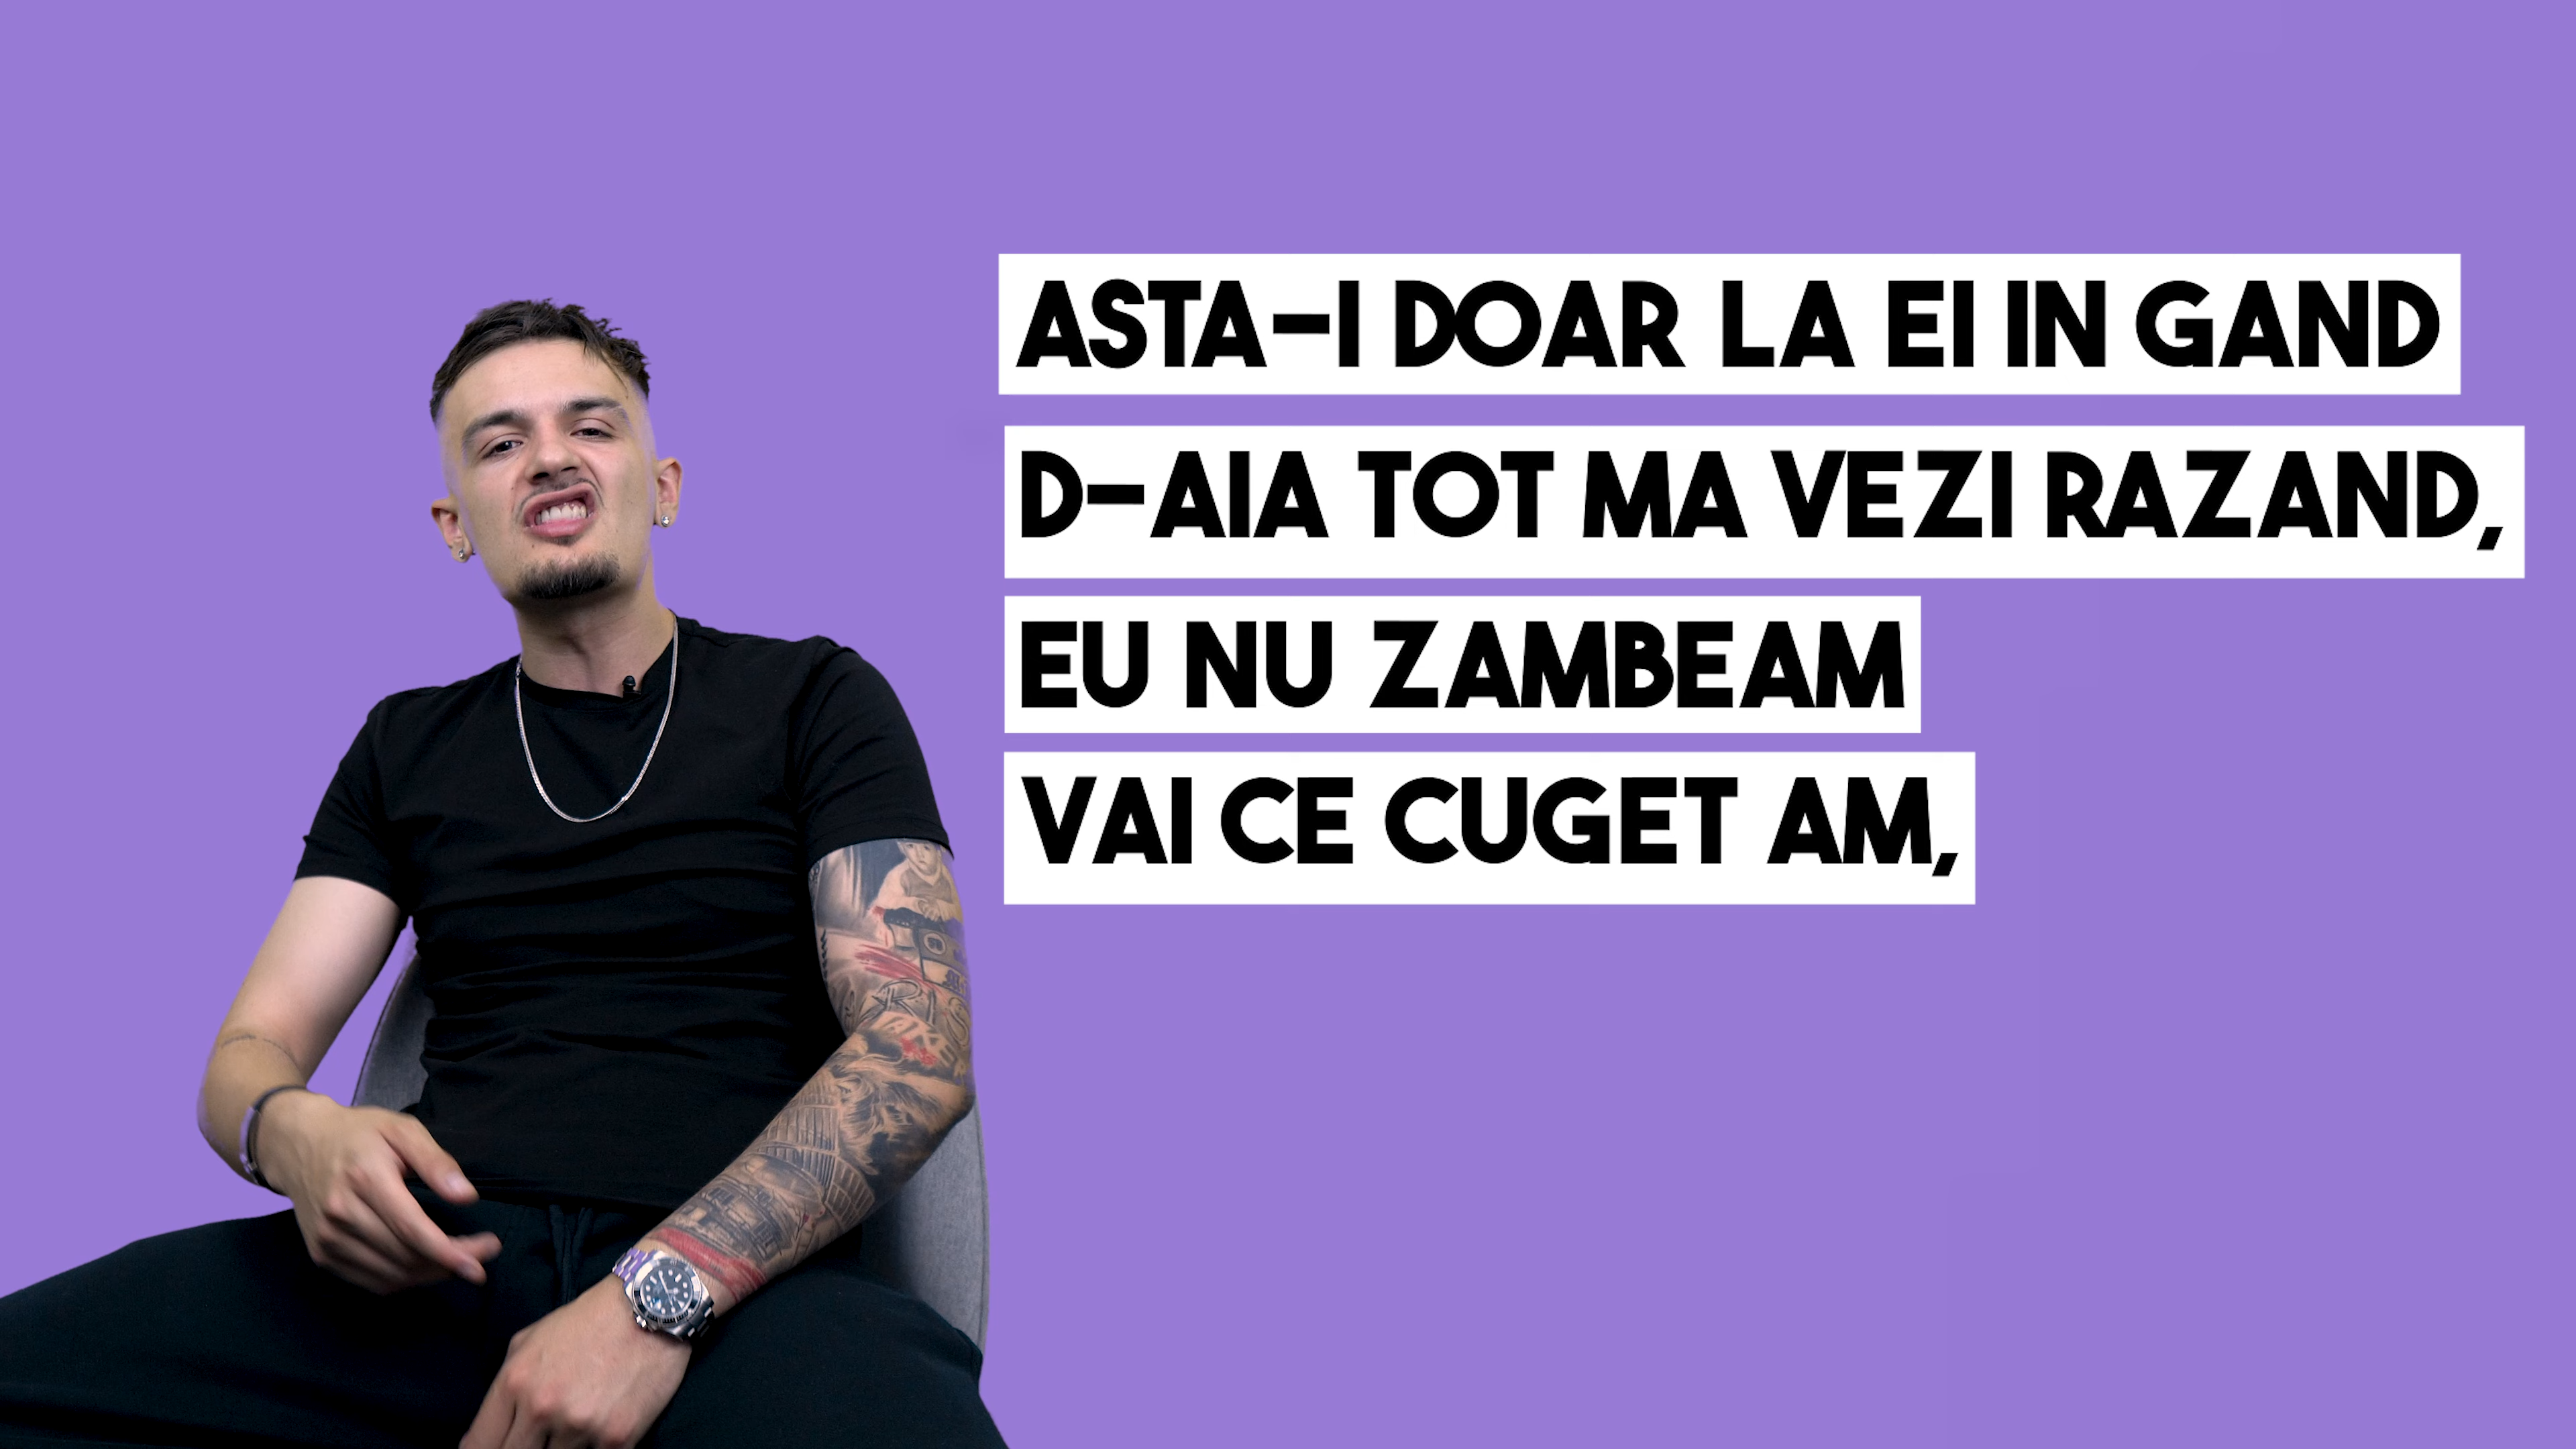 ASTA-I DOAR LA EI IN GAND
D-AIA TOT MA VEZI RAZAND,
EU NU ZAMBEAM
VAI CE CUGET AM,